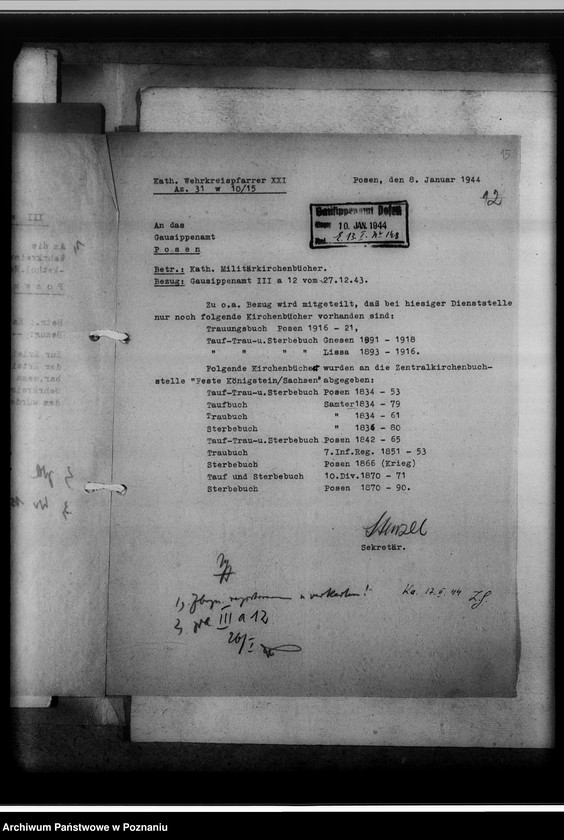 15
Kath. Wehrkreispfarrer XXI
Az. 31 w 10/15
Posen, den 8. Januar 1944
12
Gausippenamt Posen
10. JAN. 1944
An das
Gausippenamt
Posen
Betr.: Kath. Militärkirchenbücher.
Bezug: Gausippenamt III a 12 vom 27.12.43.
Zu o.a. Bezug wird mitgeteilt, daß bei hiesiger Dienststelle
nur noch folgende Kirchenbücher vorhanden sind:
Trauungsbuch Posen 1916 - 21,
Tauf-Trau-u.Sterbebuch Gnesen 1891 - 1918
" " " " Lissa 1893 - 1916.
Folgende Kirchenbücher wurden an die Zentralkirchenbuch-
stelle "Feste Königstein/Sachsen" abgegeben:
Tauf-Trau-u.Sterbebuch Posen 1834 - 53
Taufbuch Samter 1834 - 79
Traubuch " 1834 - 61
Sterbebuch " 1836 - 80
Tauf-Trau-u.Sterbebuch Posen 1842 - 65
Traubuch 7.Inf.Reg. 1851 - 53
Sterbebuch Posen 1866 (Krieg)
Tauf und Sterbebuch 10.Div.1870 - 71
Sterbebuch Posen 1870 - 90.
Sekretär.
III a 12
Archiwum Państwowe w Poznaniu